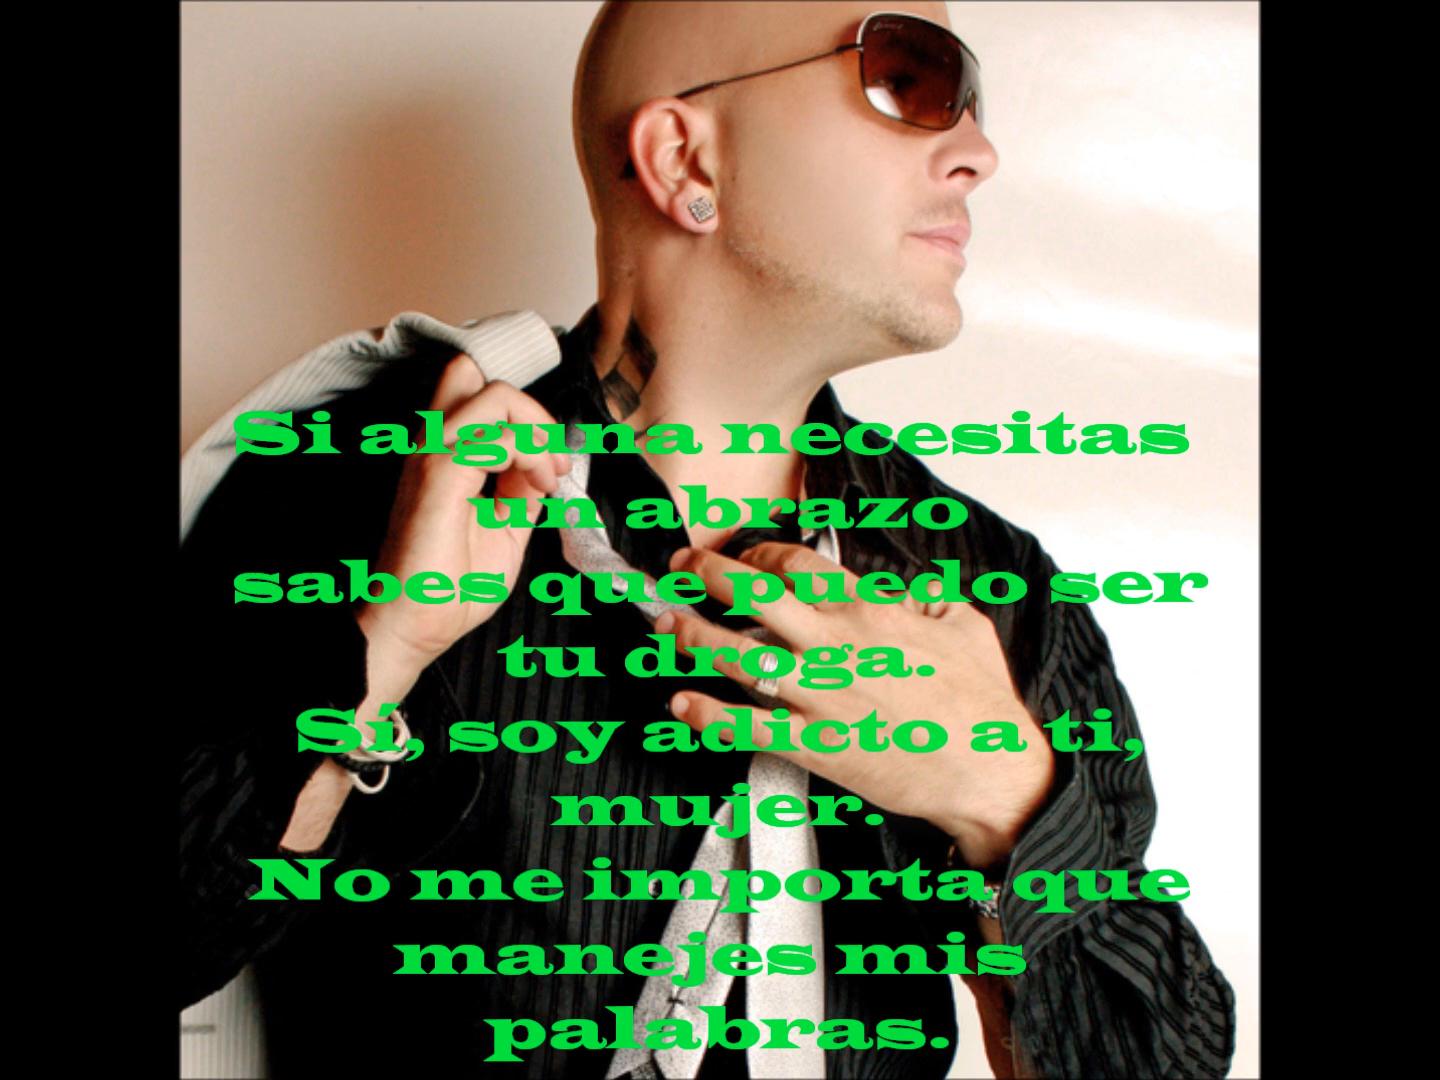 Si alguna necesitas
un abrazo
sabes que puedo ser
tu droga.
Sí, soy adicto a ti,
mujer.
No me importa que
manejes mis
palabras.